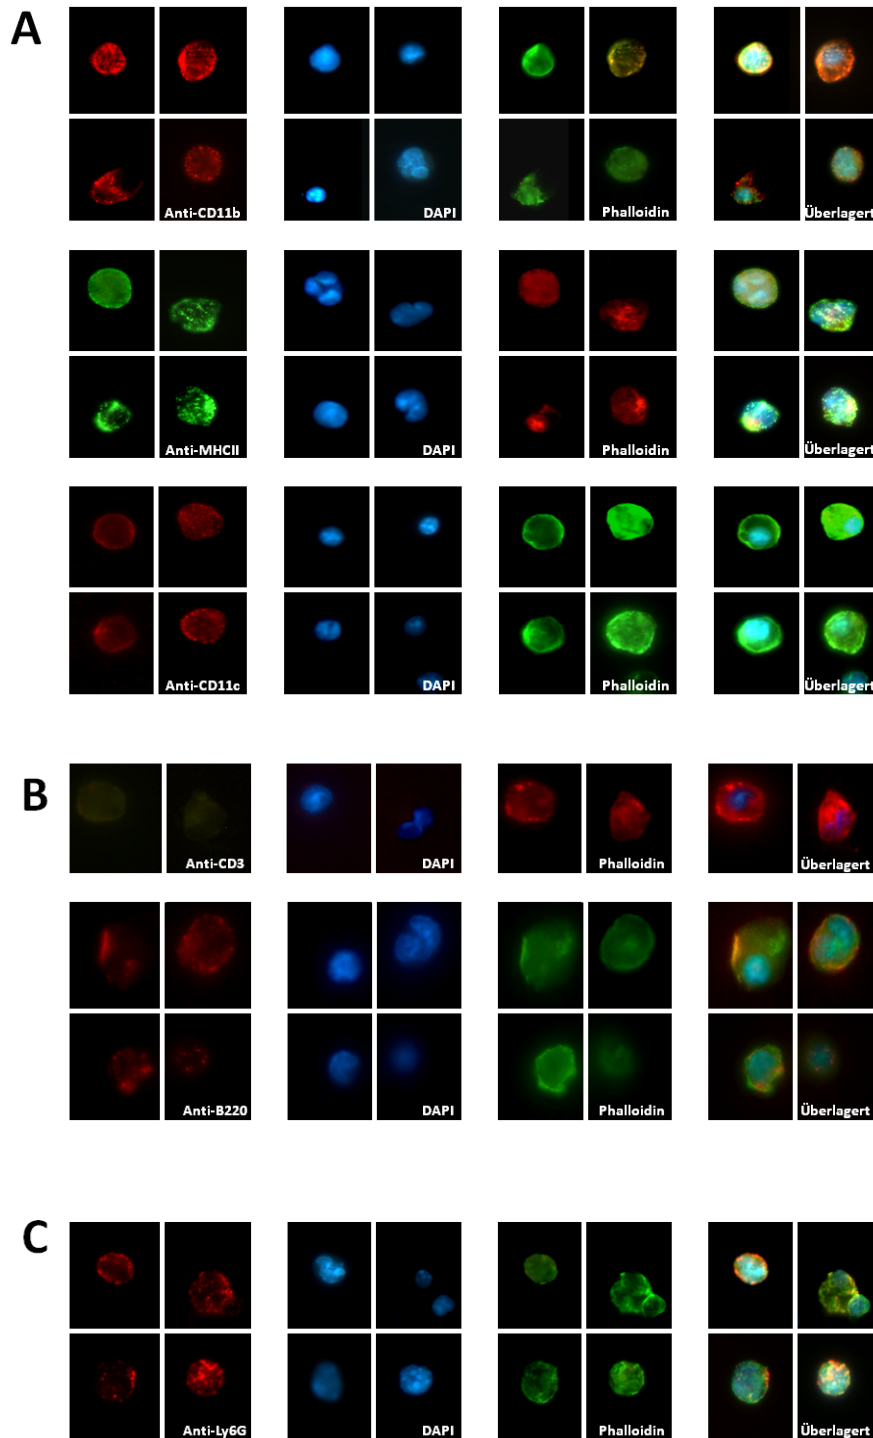 A
Anti-CD11b DAPI Phalloidin Überlagert
Anti-MHCII DAPI Phalloidin Überlagert
Anti-CD11c DAPI Phalloidin Überlagert
B
Anti-CD3 DAPI Phalloidin Überlagert
Anti-B220 DAPI Phalloidin Überlagert
C
Anti-Ly6G DAPI Phalloidin Überlagert